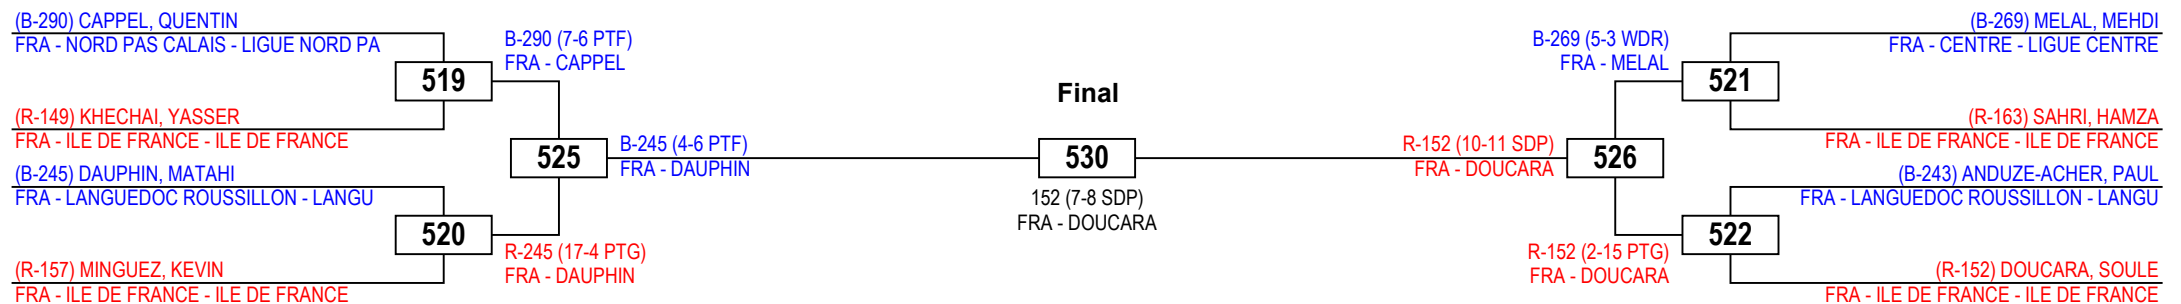 (B-290) CAPPEL, QUENTIN
FRA - NORD PAS CALAIS - LIGUE NORD PA
519
(R-149) KHECHAI, YASSER
FRA - ILE DE FRANCE - ILE DE FRANCE
(B-245) DAUPHIN, MATAHI
FRA - LANGUEDOC ROUSSILLON - LANGU
520
(R-157) MINGUEZ, KEVIN
FRA - ILE DE FRANCE - ILE DE FRANCE
B-290 (7-6 PTF)
FRA - CAPPEL
525
R-245 (17-4 PTG)
FRA - DAUPHIN
B-245 (4-6 PTF)
FRA - DAUPHIN
Final
530
152 (7-8 SDP)
FRA - DOUCARA
R-152 (10-11 SDP)
FRA - DOUCARA
B-269 (5-3 WDR)
FRA - MELAL
526
R-152 (2-15 PTG)
FRA - DOUCARA
(B-269) MELAL, MEHDI
FRA - CENTRE - LIGUE CENTRE
521
(R-163) SAHRI, HAMZA
FRA - ILE DE FRANCE - ILE DE FRANCE
(B-243) ANDUZE-ACHER, PAUL
FRA - LANGUEDOC ROUSSILLON - LANGU
522
(R-152) DOUCARA, SOULE
FRA - ILE DE FRANCE - ILE DE FRANCE